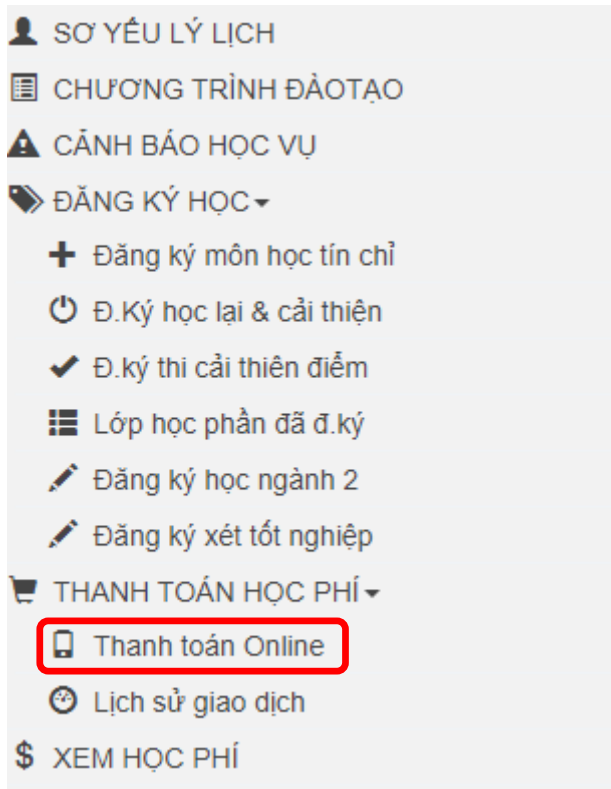 SƠ YẾU LÝ LỊCH
CHƯƠNG TRÌNH ĐÀOTẠO
CẢNH BÁO HỌC VỤ
ĐĂNG KÝ HỌC
Đăng ký môn học tín chỉ
Đ.Ký học lại & cải thiện
Đ.ký thi cải thiên điểm
Lớp học phần đã đ.ký
Đăng ký học ngành 2
Đăng ký xét tốt nghiệp
THANH TOÁN HỌC PHÍ
Thanh toán Online
Lịch sử giao dịch
$ XEM HỌC PHÍ